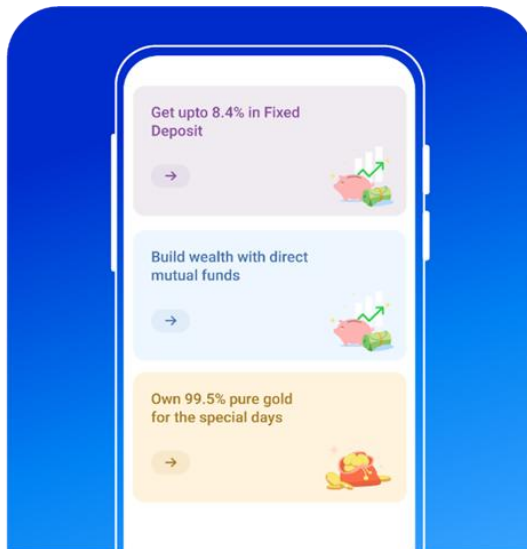 Get upto 8.4% in Fixed
Deposit
Build wealth with direct
mutual funds
Own 99.5% pure gold
for the special days